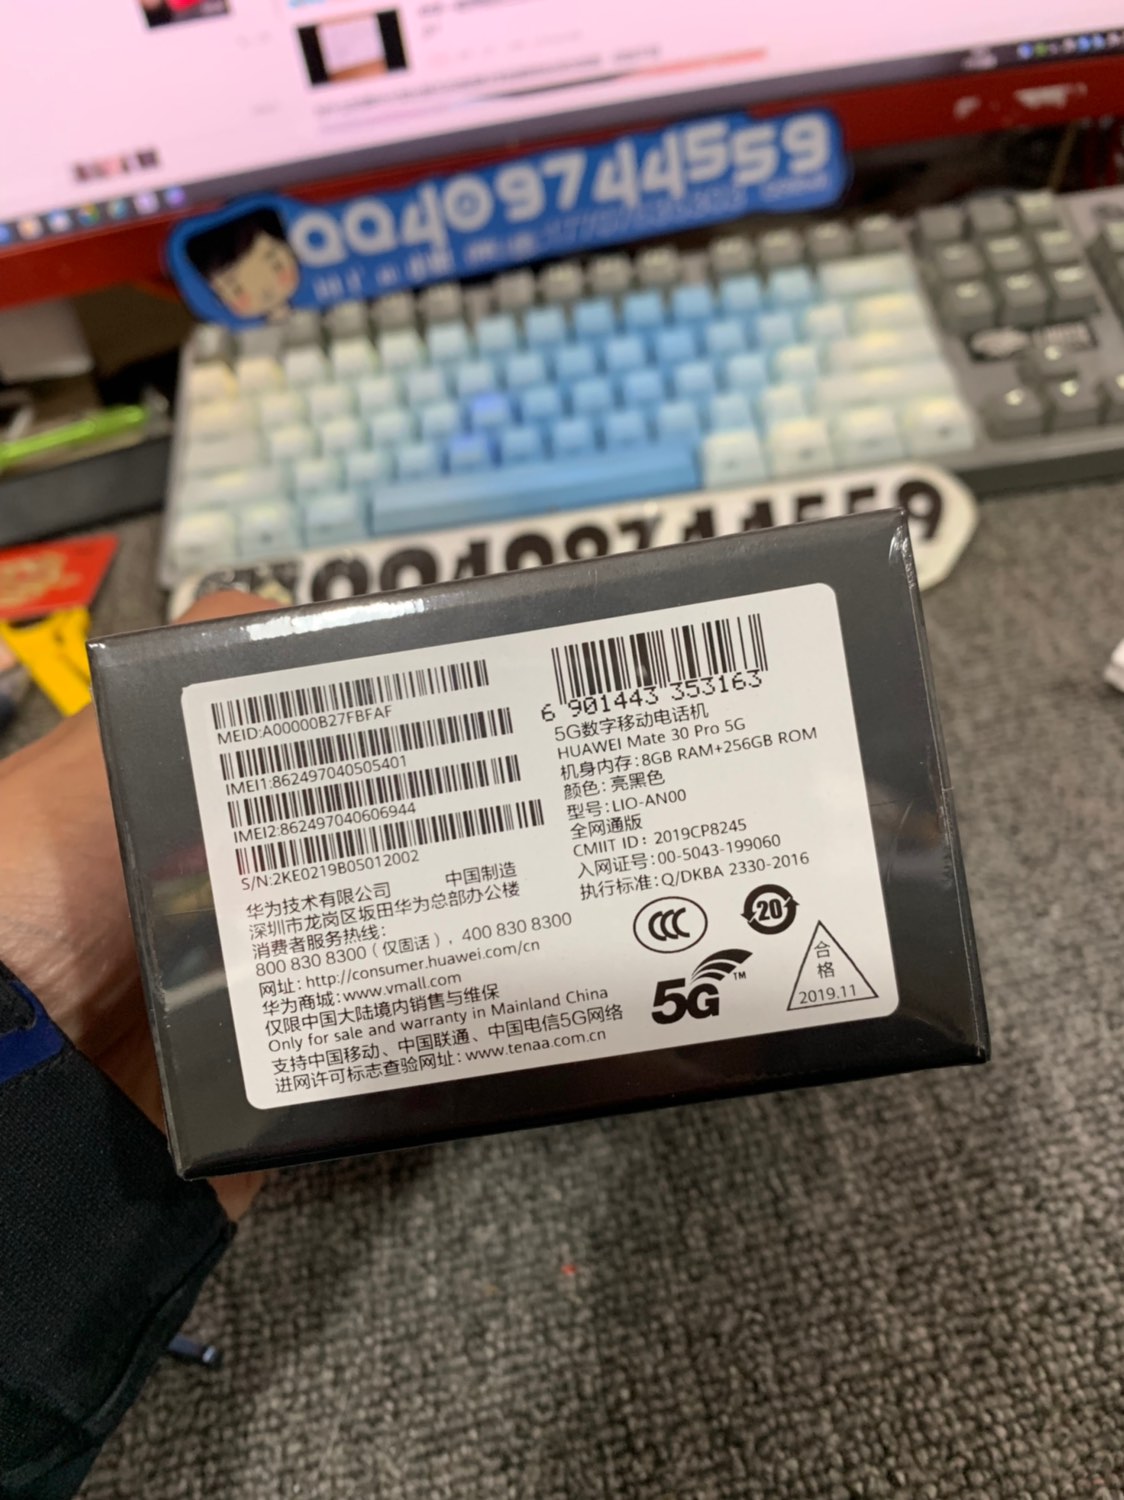 QQ409744559
QQ409744559
MEID:A00000B27FBFAF
IMEI1:862497040505401
IMEI2:862497040606944
S/N:2KE0219B05012002
华为技术有限公司 中国制造
深圳市龙岗区坂田华为总部办公楼
消费者服务热线：
800 830 8300（仅固话），400 830 8300
网址：http://consumer.huawei.com/cn
华为商城：www.vmall.com
仅限中国大陆境内销售与维保
Only for sale and warranty in Mainland China
支持中国移动、中国联通、中国电信5G网络
进网许可标志查验网址：www.tenaa.com.cn
6 901443 353163
5G数字移动电话机
HUAWEI Mate 30 Pro 5G
机身内存：8GB RAM+256GB ROM
颜色：亮黑色
型号：LIO-AN00
全网通版
CMIIT ID：2019CP8245
入网证号：00-5043-199060
执行标准：Q/DKBA 2330-2016
CCC
20
5G™
合
格
2019.11